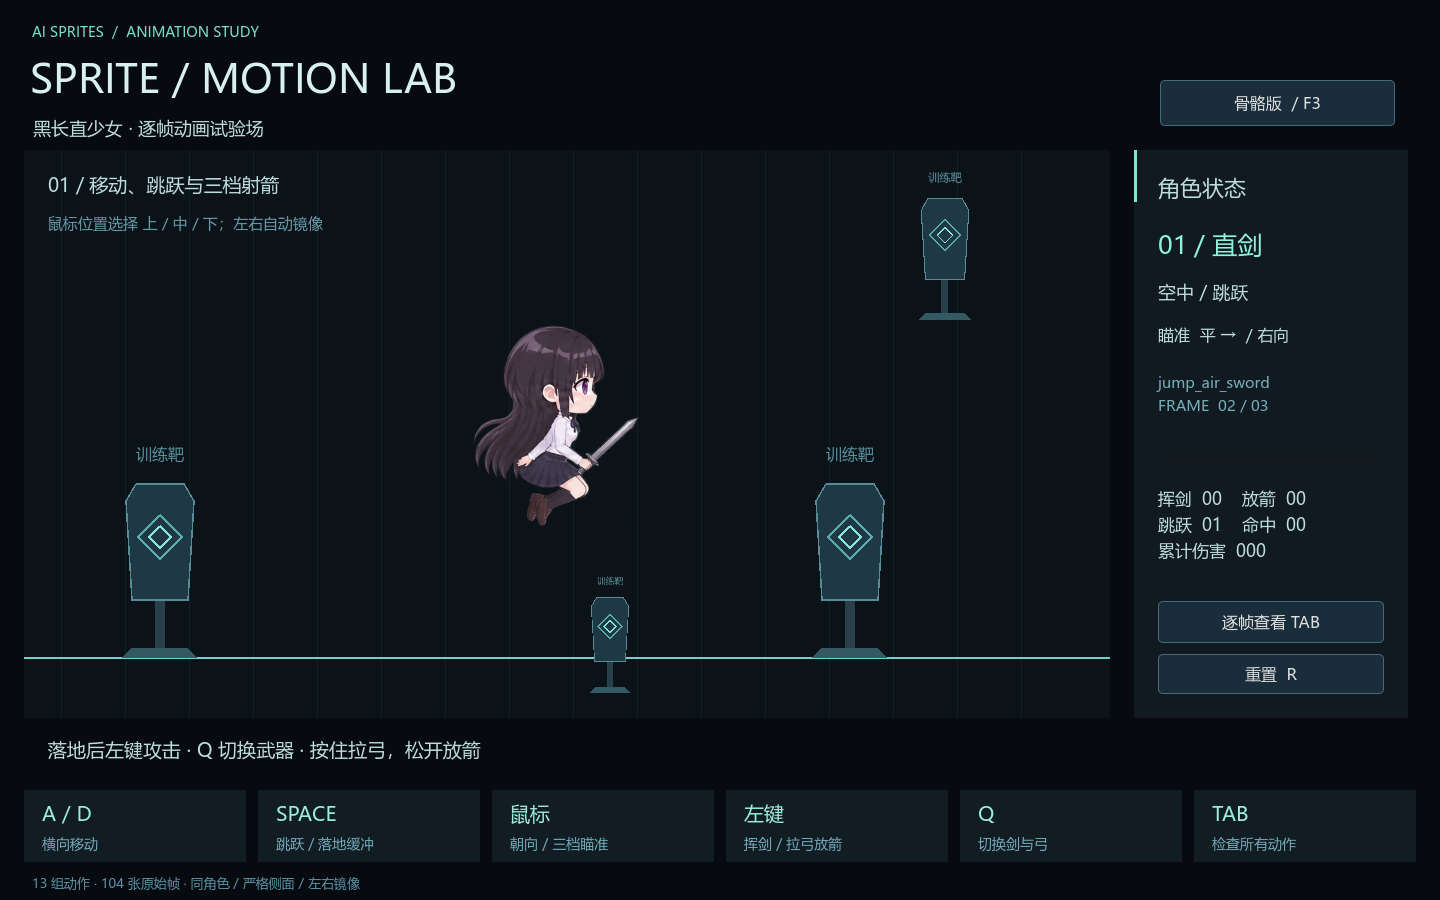 AI SPRITES / ANIMATION STUDY
SPRITE / MOTION LAB
黑长直少女 · 逐帧动画试验场
骨骼版 / F3
01 / 移动、跳跃与三档射箭
鼠标位置选择 上 / 中 / 下；左右自动镜像
训练靶
训练靶
训练靶
训练靶
角色状态
01 / 直剑
空中 / 跳跃
瞄准 平 → / 右向
jump_air_sword
FRAME 02 / 03
挥剑 00 放箭 00
跳跃 01 命中 00
累计伤害 000
逐帧查看 TAB
重置 R
落地后左键攻击 · Q 切换武器 · 按住拉弓，松开放箭
A / D
横向移动
SPACE
跳跃 / 落地缓冲
鼠标
朝向 / 三档瞄准
左键
挥剑 / 拉弓放箭
Q
切换剑与弓
TAB
检查所有动作
13 组动作 · 104 张原始帧 · 同角色 / 严格侧面 / 左右镜像